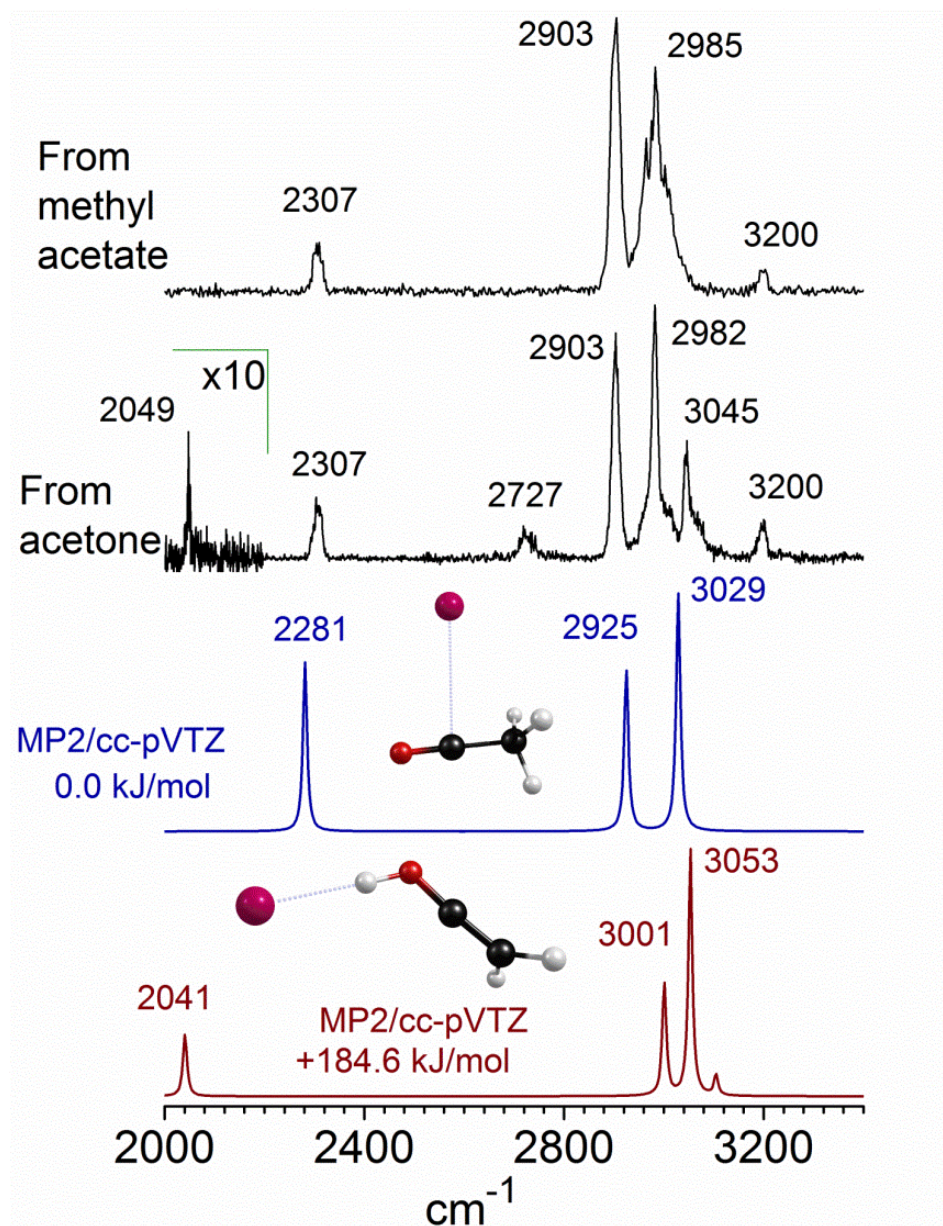 2903
2985
From
methyl
acetate
2307
3200
2903
2982
x10
2049
3045
2307
2727
3200
From
acetone
3029
2281
2925
MP2/cc-pVTZ
0.0 kJ/mol
3053
3001
2041
MP2/cc-pVTZ
+184.6 kJ/mol
2000
2400
2800
3200
cm-1